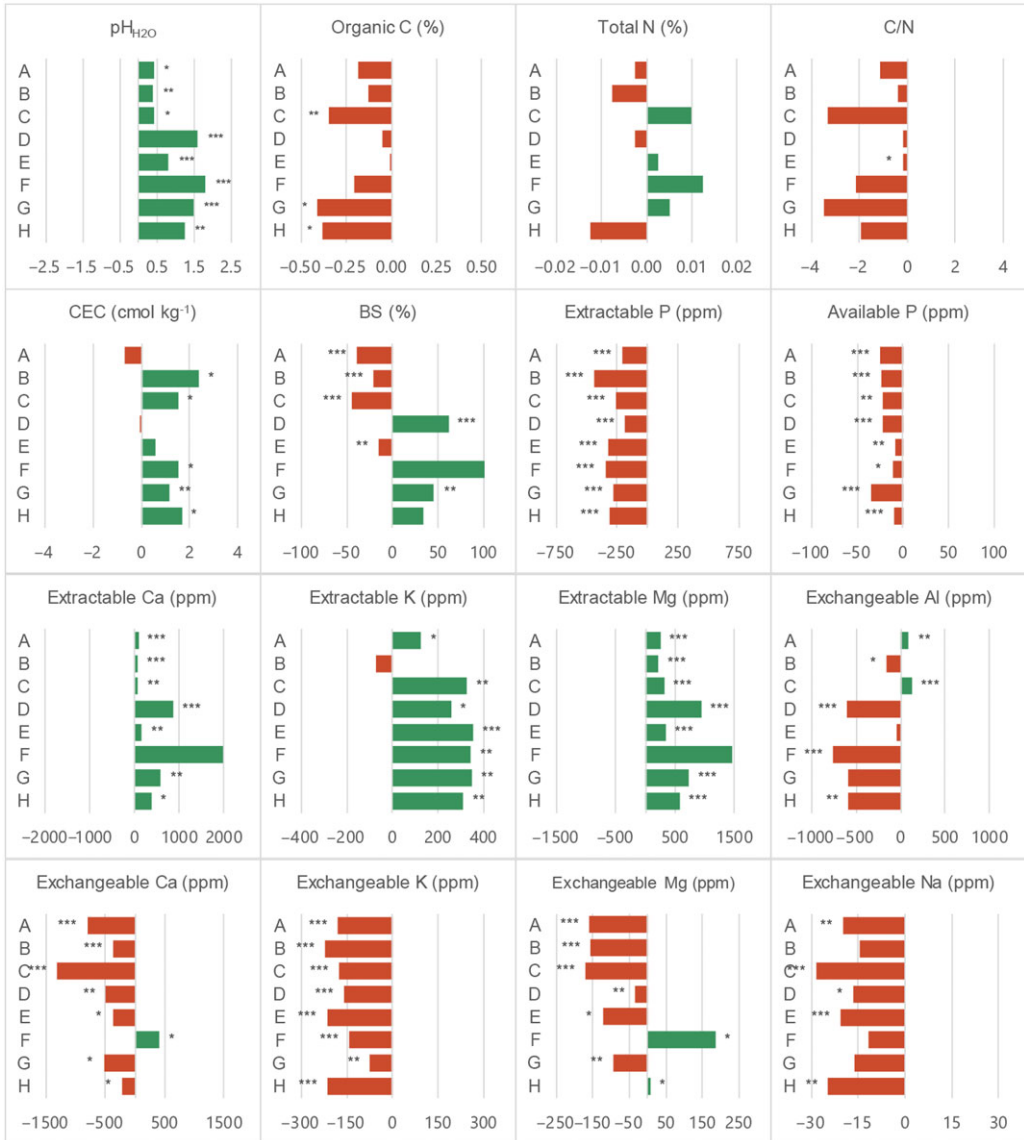 pH_H2O
A *
B **
C *
D ***
E ***
F ***
G ***
H **
−2.5 −1.5 −0.5 0.5 1.5 2.5
Organic C (%)
A
B
C **
D
E
F
G *
H *
−0.50 −0.25 0.00 0.25 0.50
Total N (%)
A
B
C
D
E
F
G
H
−0.02 −0.01 0.00 0.01 0.02
C/N
A
B
C
D
E *
F
G
H
−4 −2 0 2 4
CEC (cmol kg⁻¹)
A
B *
C *
D
E
F *
G **
H *
−4 −2 0 2 4
BS (%)
A ***
B ***
C ***
D ***
E **
F
G **
H
−100 −50 0 50 100
Extractable P (ppm)
A ***
B ***
C ***
D ***
E ***
F ***
G ***
H ***
−750 −250 250 750
Available P (ppm)
A ***
B ***
C **
D ***
E **
F *
G ***
H ***
−100 −50 0 50 100
Extractable Ca (ppm)
A ***
B ***
C **
D ***
E **
F
G **
H *
−2000 −1000 0 1000 2000
Extractable K (ppm)
A *
B
C **
D *
E ***
F **
G **
H **
−400 −200 0 200 400
Extractable Mg (ppm)
A ***
B ***
C ***
D ***
E ***
F
G ***
H ***
−1500 −500 500 1500
Exchangeable Al (ppm)
A **
B *
C ***
D ***
E
F ***
G
H **
−1000 −500 0 500 1000
Exchangeable Ca (ppm)
A ***
B ***
C ***
D **
E *
F *
G *
H *
−1500 −500 500 1500
Exchangeable K (ppm)
A ***
B ***
C ***
D ***
E ***
F ***
G **
H ***
−300 −200 −100 0 100 200 300
Exchangeable Mg (ppm)
A ***
B ***
C ***
D **
E *
F *
G **
H *
−250 −150 −50 50 150 250
Exchangeable Na (ppm)
A **
B
C ***
D *
E ***
F
G
H **
−30 −15 0 15 30